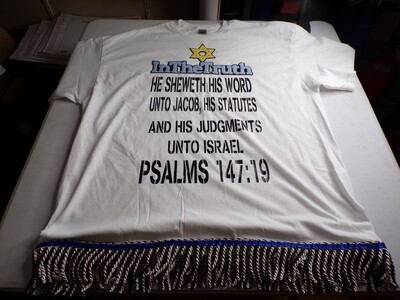 InTheTruth
HE SHEWETH HIS WORD
UNTO JACOB, HIS STATUTES
AND HIS JUDGMENTS
UNTO ISRAEL
PSALMS 147:19